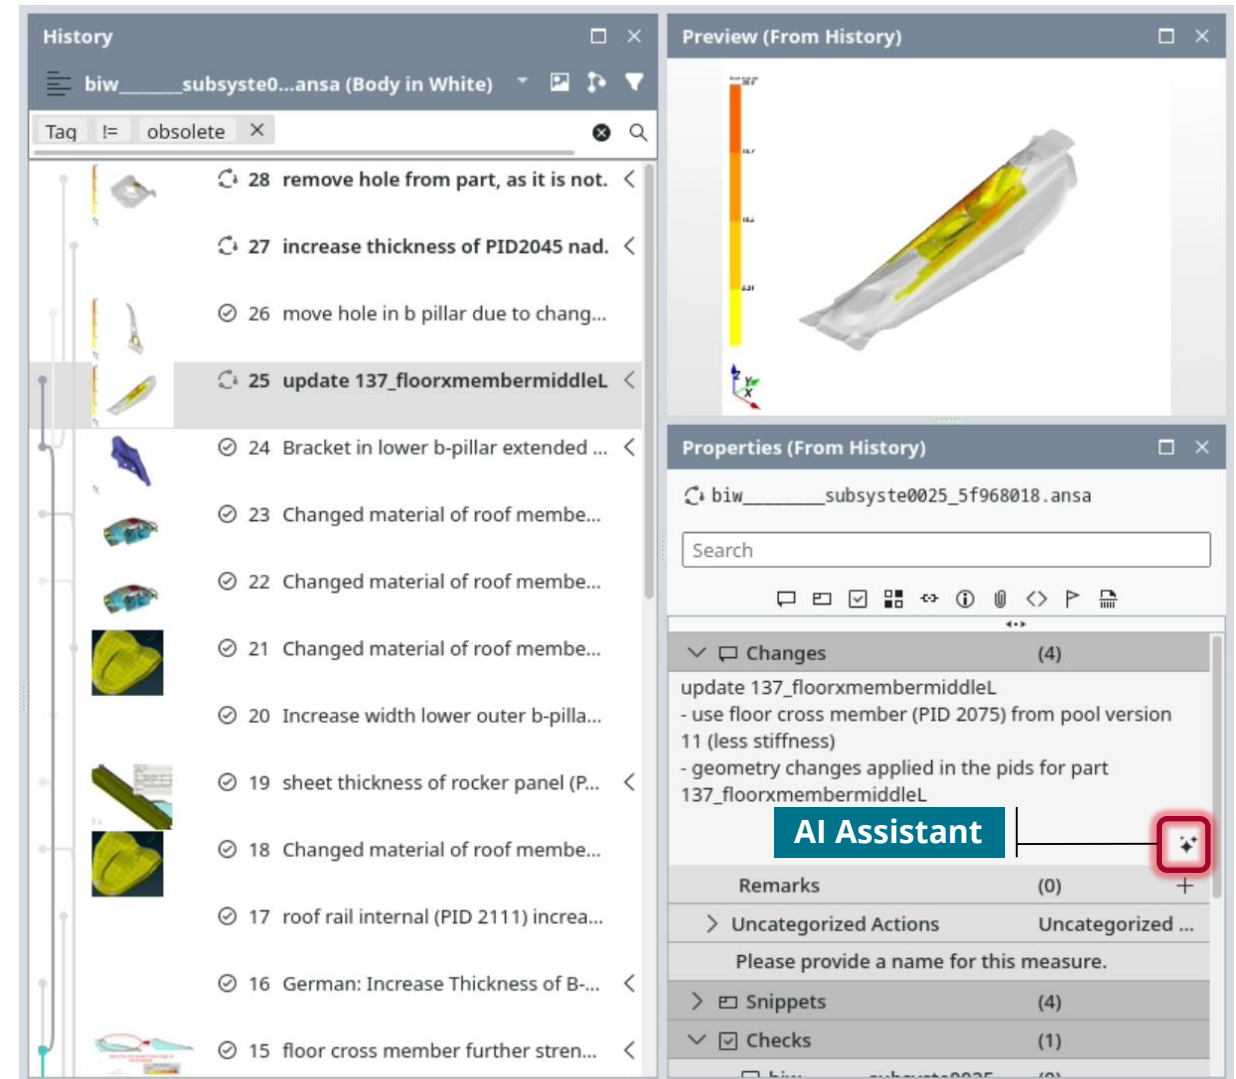 History
biw______subsyste0...ansa (Body in White)
Tag != obsolete
28 remove hole from part, as it is not.
27 increase thickness of PID2045 nad.
26 move hole in b pillar due to chang...
25 update 137_floorxmembermiddleL
24 Bracket in lower b-pillar extended ...
23 Changed material of roof membe...
22 Changed material of roof membe...
21 Changed material of roof membe...
20 Increase width lower outer b-pilla...
19 sheet thickness of rocker panel (P...
18 Changed material of roof membe...
17 roof rail internal (PID 2111) increa...
16 German: Increase Thickness of B-...
15 floor cross member further stren...
Preview (From History)
Z
Y
X
Properties (From History)
biw________subsyste0025_5f968018.ansa
Search
Changes (4)
update 137_floorxmembermiddleL
- use floor cross member (PID 2075) from pool version
11 (less stiffness)
- geometry changes applied in the pids for part
137_floorxmembermiddleL
AI Assistant
Remarks (0)
Uncategorized Actions Uncategorized ...
Please provide a name for this measure.
Snippets (4)
Checks (1)